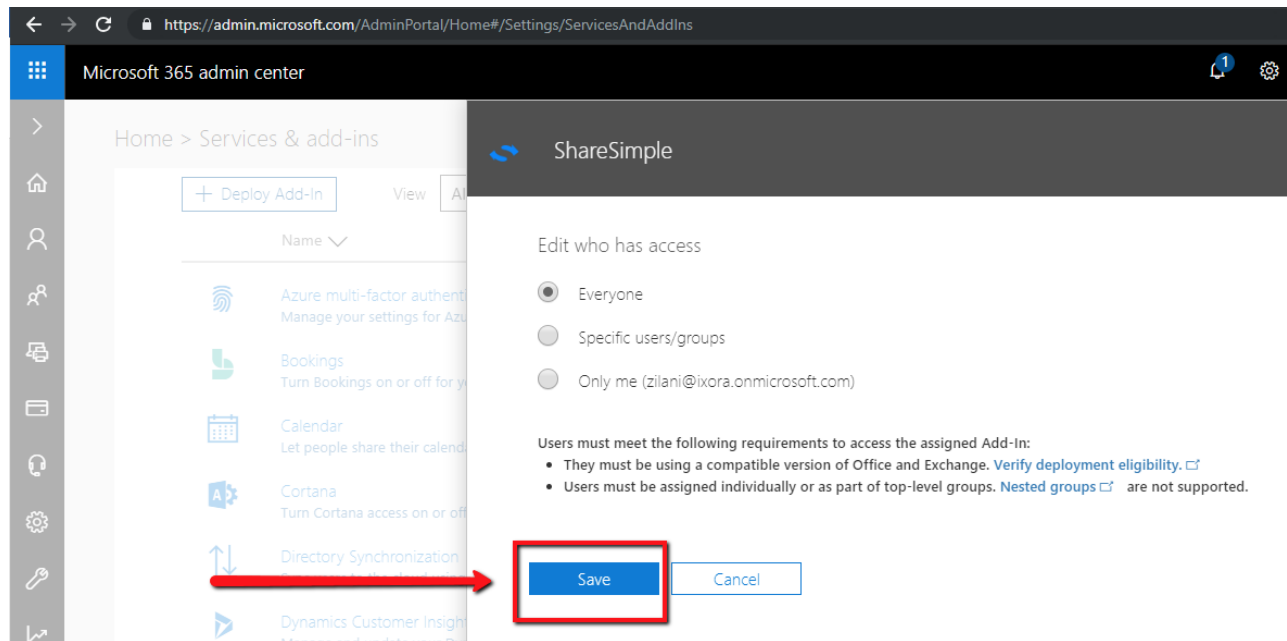 https://admin.microsoft.com/AdminPortal/Home#/Settings/ServicesAndAddIns
Microsoft 365 admin center
1
Home > Services & add-ins
+ Deploy Add-In
View
Name
Azure multi-factor
Manage your settings for
Bookings
Turn Bookings on or off for
Calendar
Let people share their
Cortana
Turn Cortana access on or off
Directory Synchronization
Dynamics Customer
ShareSimple
Edit who has access
Everyone
Specific users/groups
Only me (zilani@ixora.onmicrosoft.com)
Users must meet the following requirements to access the assigned Add-In:
• They must be using a compatible version of Office and Exchange. Verify deployment eligibility.
• Users must be assigned individually or as part of top-level groups. Nested groups are not supported.
Save
Cancel